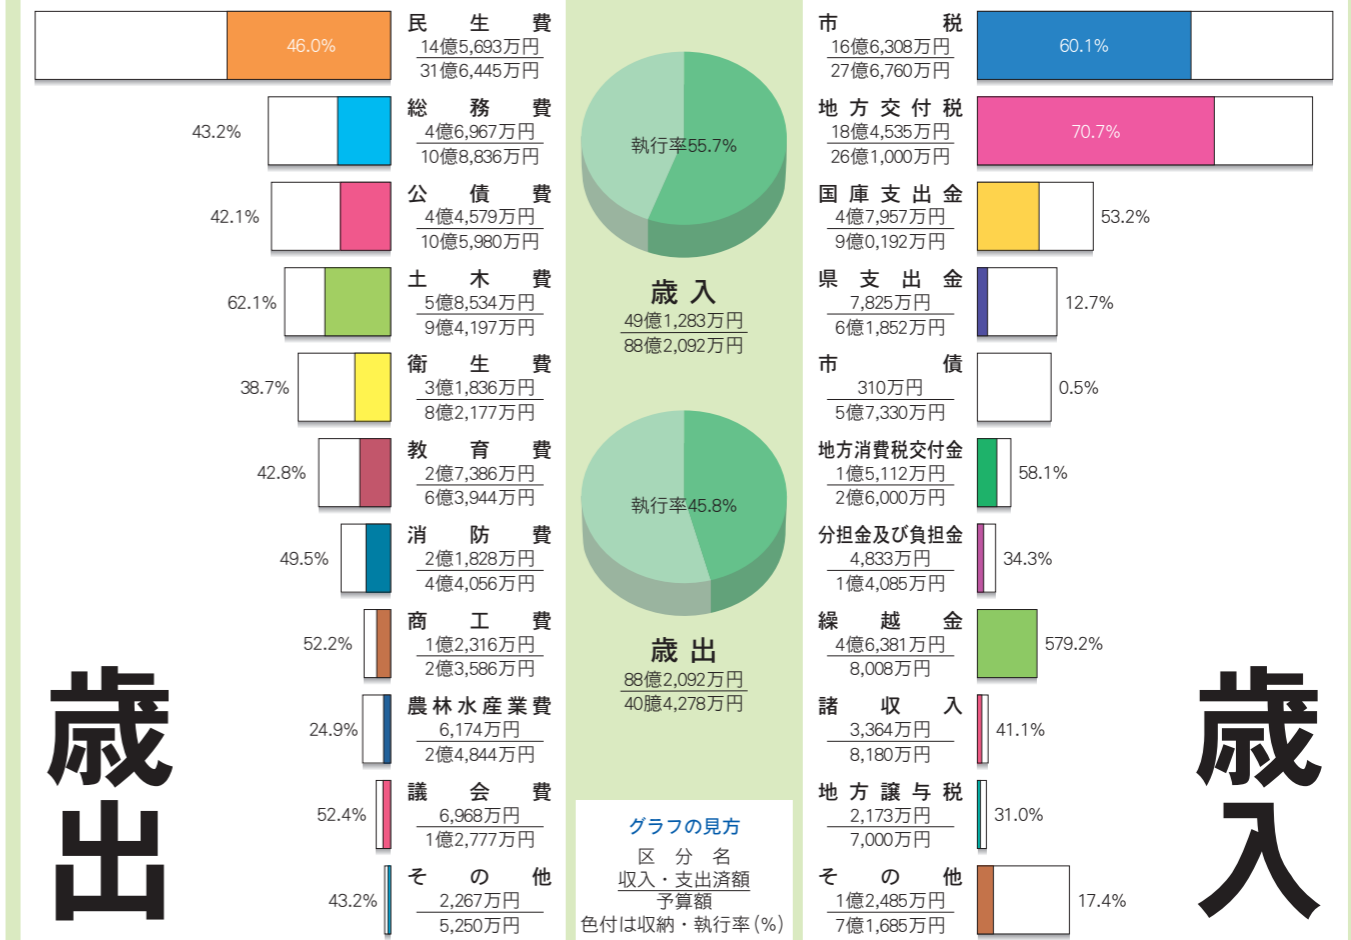 民生費
14億5,693万円
31億6,445万円
46.0%
総務費
4億6,967万円
10億8,836万円
43.2%
公債費
4億4,579万円
10億5,980万円
42.1%
土木費
5億8,534万円
9億4,197万円
62.1%
衛生費
3億1,836万円
8億2,177万円
38.7%
教育費
2億7,386万円
6億3,944万円
42.8%
消防費
2億1,828万円
4億4,056万円
49.5%
商工費
1億2,316万円
2億3,586万円
52.2%
農林水産業費
6,174万円
2億4,844万円
24.9%
議会費
6,968万円
1億2,777万円
52.4%
その他
2,267万円
5,250万円
43.2%
歳出
執行率55.7%
歳入
49億1,283万円
88億2,092万円
執行率45.8%
歳出
88億2,092万円
40臆4,278万円
グラフの見方
区分名
収入・支出済額
予算額
色付は収納・執行率(%)
市税
16億6,308万円
27億6,760万円
60.1%
地方交付税
18億4,535万円
26億1,000万円
70.7%
国庫支出金
4億7,957万円
9億0,192万円
53.2%
県支出金
7,825万円
6億1,852万円
12.7%
市債
310万円
5億7,330万円
0.5%
地方消費税交付金
1億5,112万円
2億6,000万円
58.1%
分担金及び負担金
4,833万円
1億4,085万円
34.3%
繰越金
4億6,381万円
8,008万円
579.2%
諸収入
3,364万円
8,180万円
41.1%
地方譲与税
2,173万円
7,000万円
31.0%
その他
1億2,485万円
7億1,685万円
17.4%
歳入